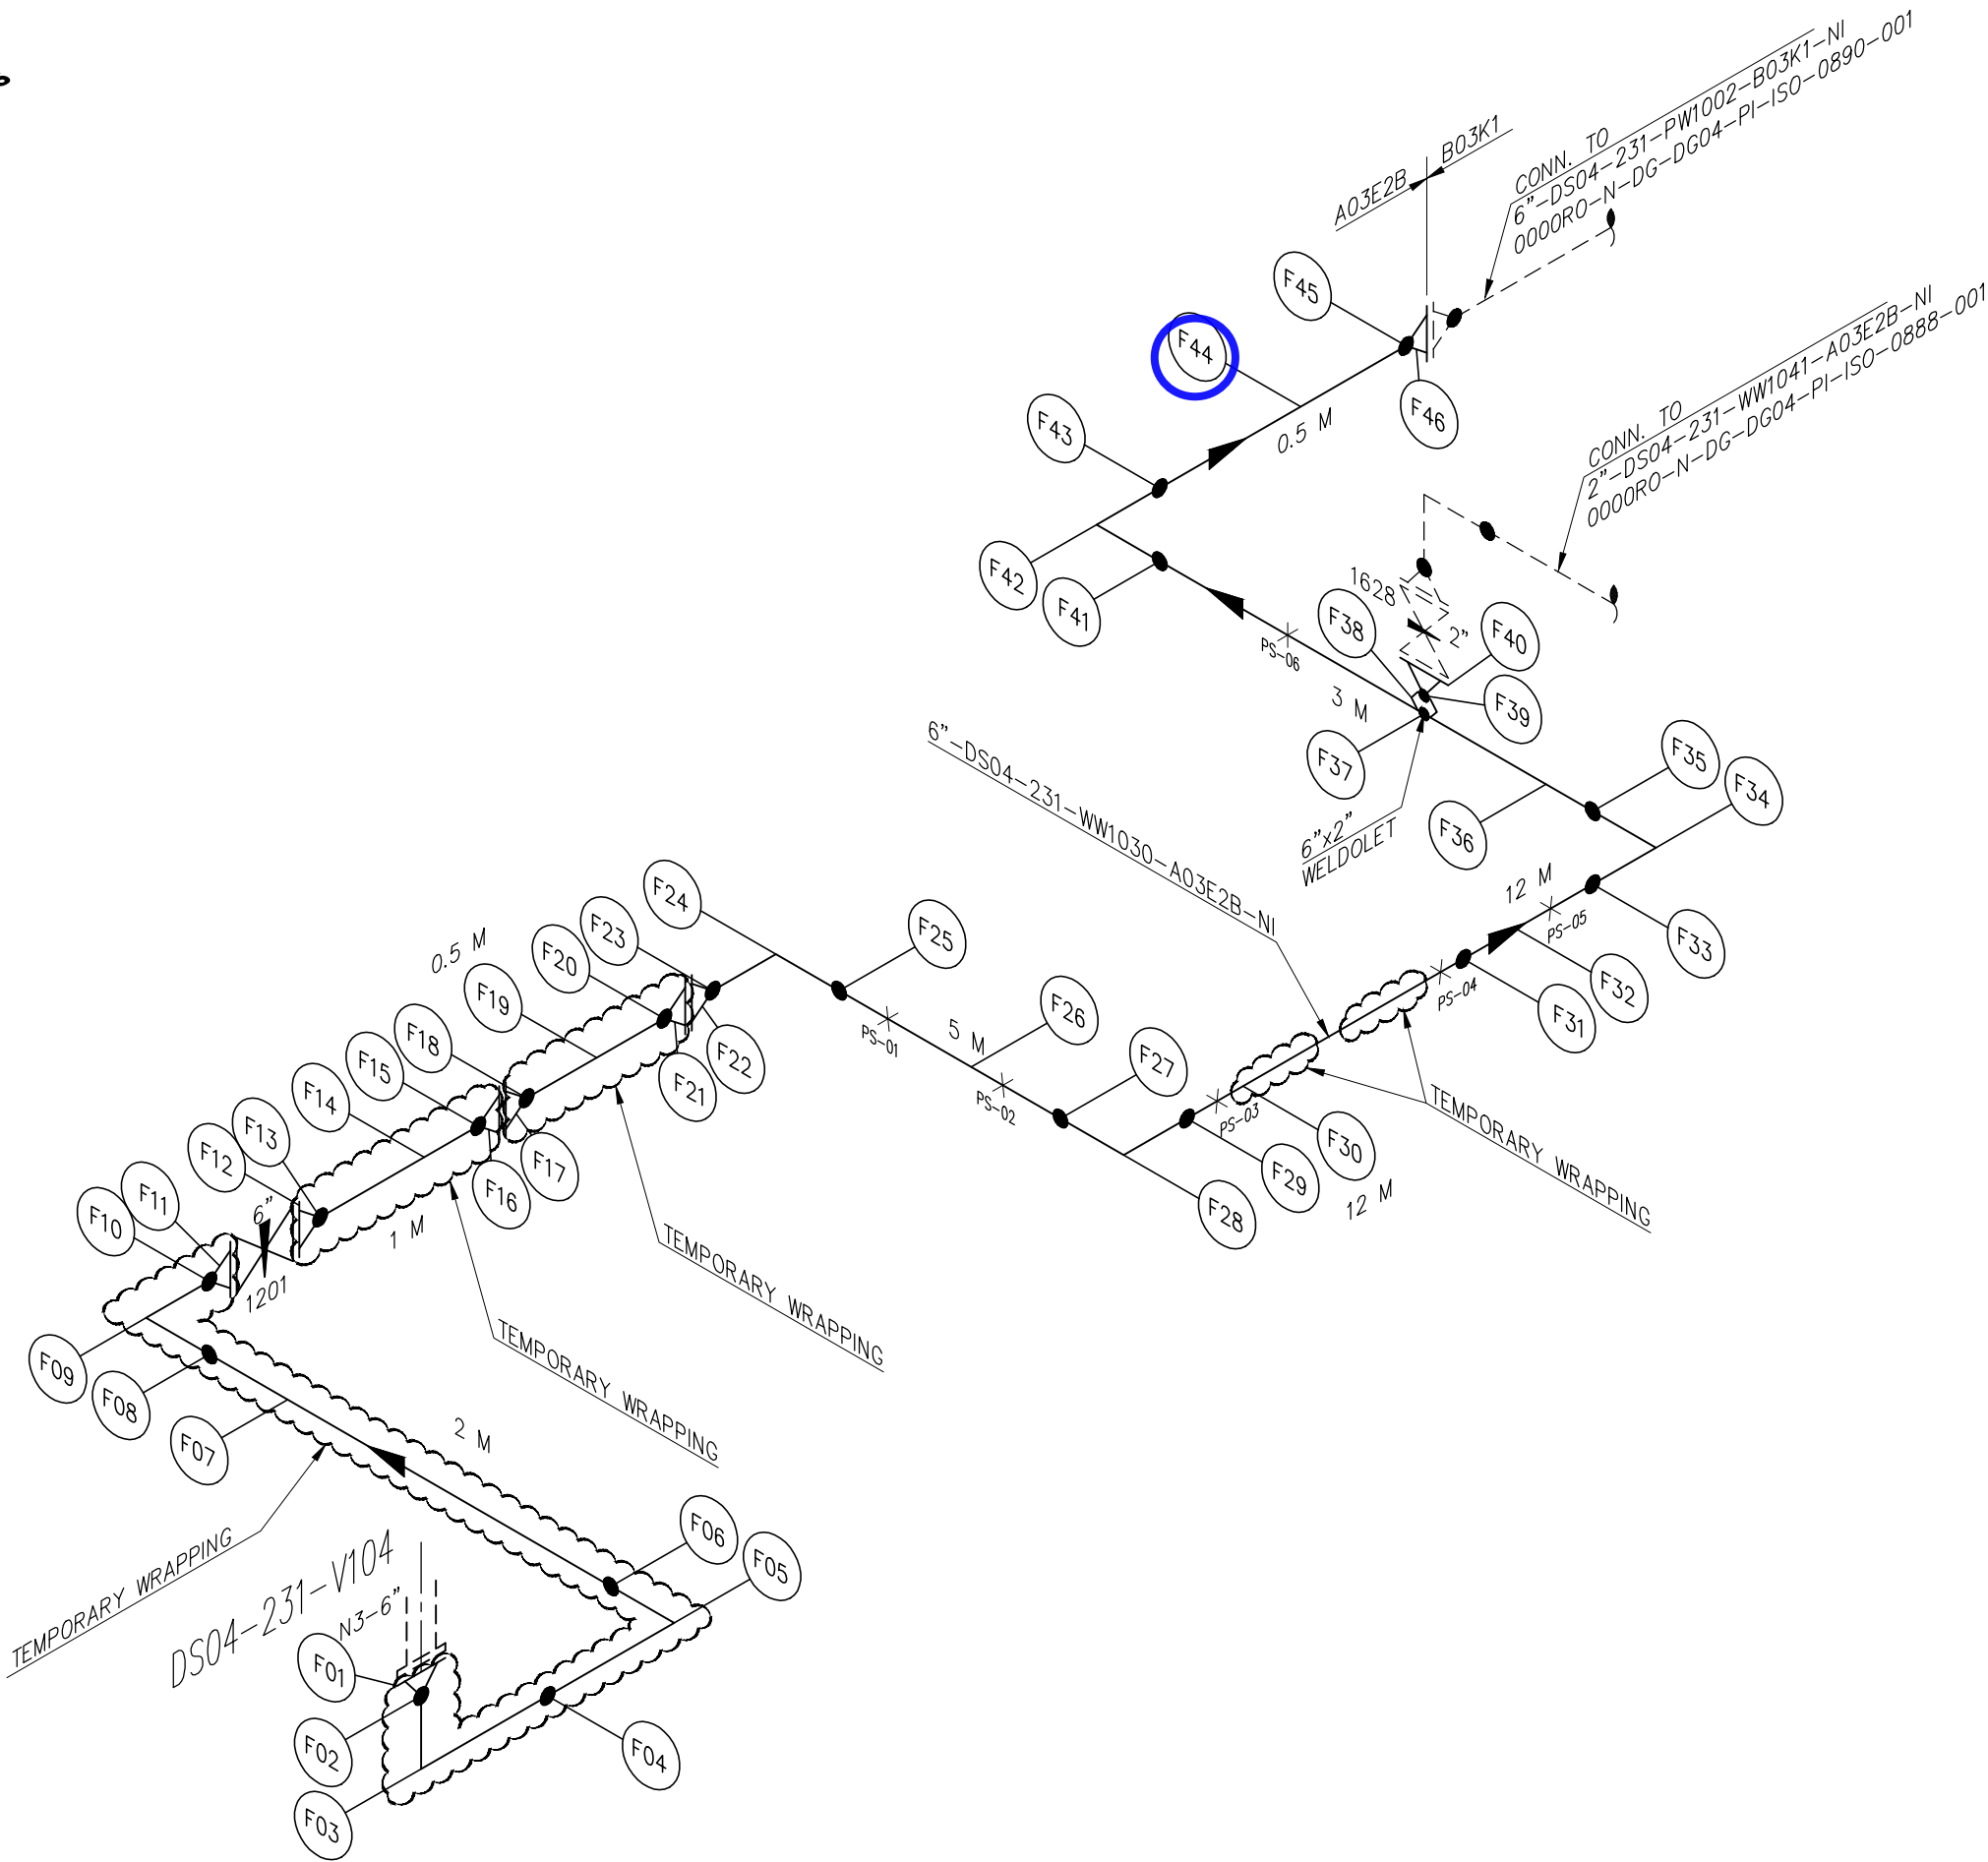 CONN. TO
6"-DS04-231-PW1002-B03K1-NI
0000RO-N-DG-DG04-PI-ISO-0890-001
A03E2B
B03K1
F45
F44
F46
0.5 M
F43
CONN. TO
2"-DS04-231-WW1041-A03E2B-NI
0000RO-N-DG-DG04-PI-ISO-0888-001
F42
F41
1628
2"
F38
F40
PS-06
3 M
F39
F37
6"x2"
WELDOLET
F35
F34
F36
6"-DS04-231-WW1030-A03E2B-NI
12 M
PS-05
F33
F32
PS-04
F31
F24
F23
F25
0.5 M
F20
F19
F26
5 M
PS-01
F27
F18
F22
F21
F15
F14
PS-02
PS-03
F30
TEMPORARY WRAPPING
F29
F28
12 M
F13
F12
F17
F16
F11
F10
6"
1201
1 M
TEMPORARY WRAPPING
TEMPORARY WRAPPING
F09
F08
F07
2 M
TEMPORARY WRAPPING
F06
F05
DS04-231-V104
N3-6"
F01
F02
F04
F03